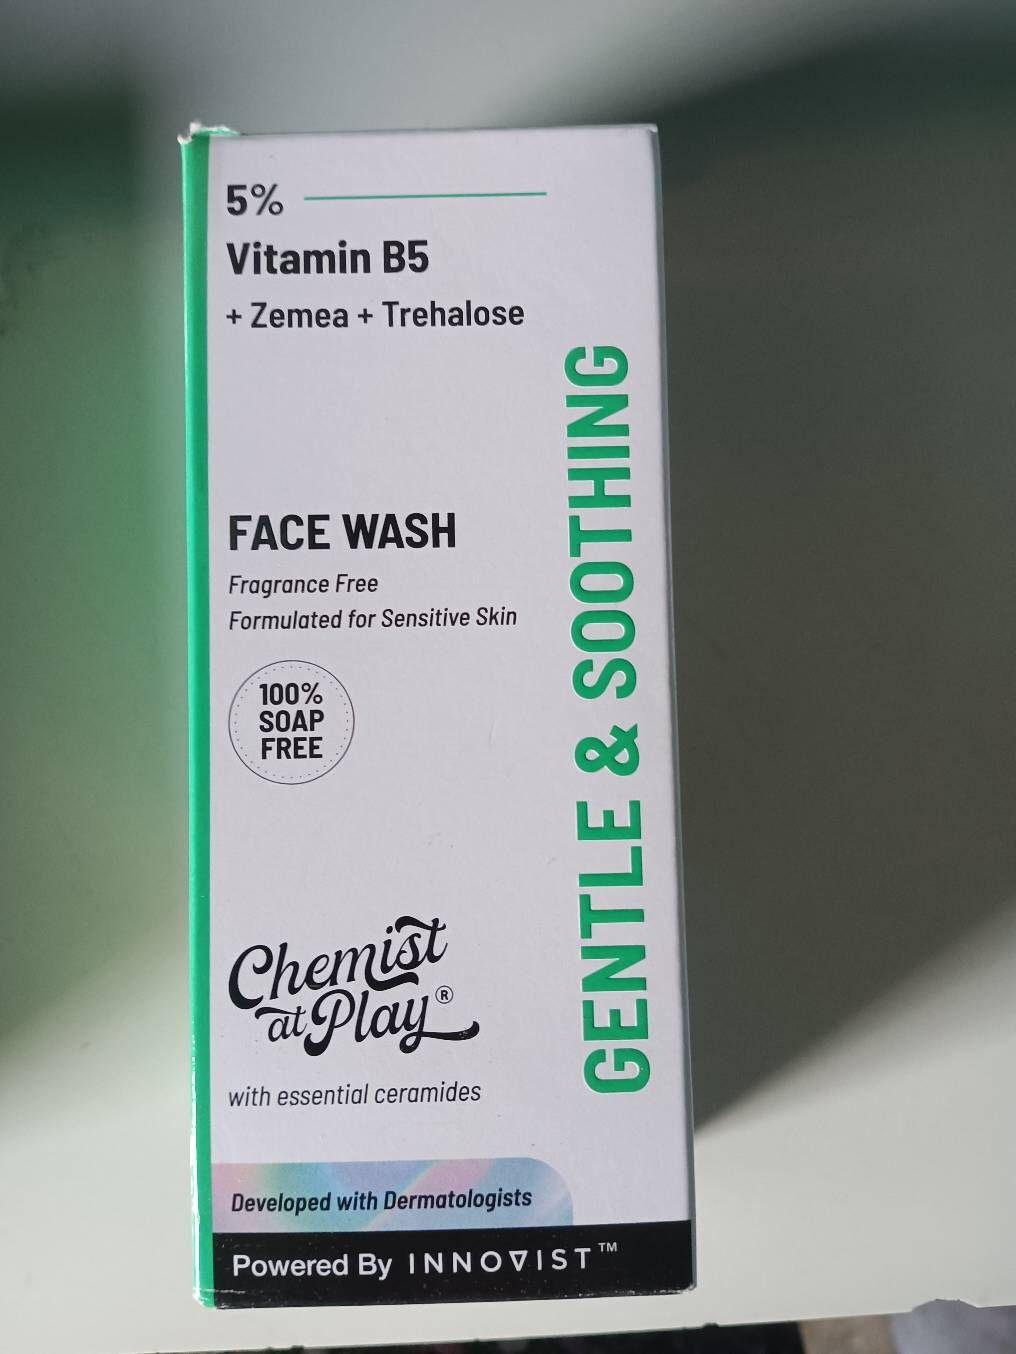 5%
Vitamin B5
+ Zemea + Trehalose
GENTLE & SOOTHING
FACE WASH
Fragrance Free
Formulated for Sensitive Skin
100%
SOAP
FREE
Chemist
at Play®
with essential ceramides
Developed with Dermatologists
Powered By INNOVIST™